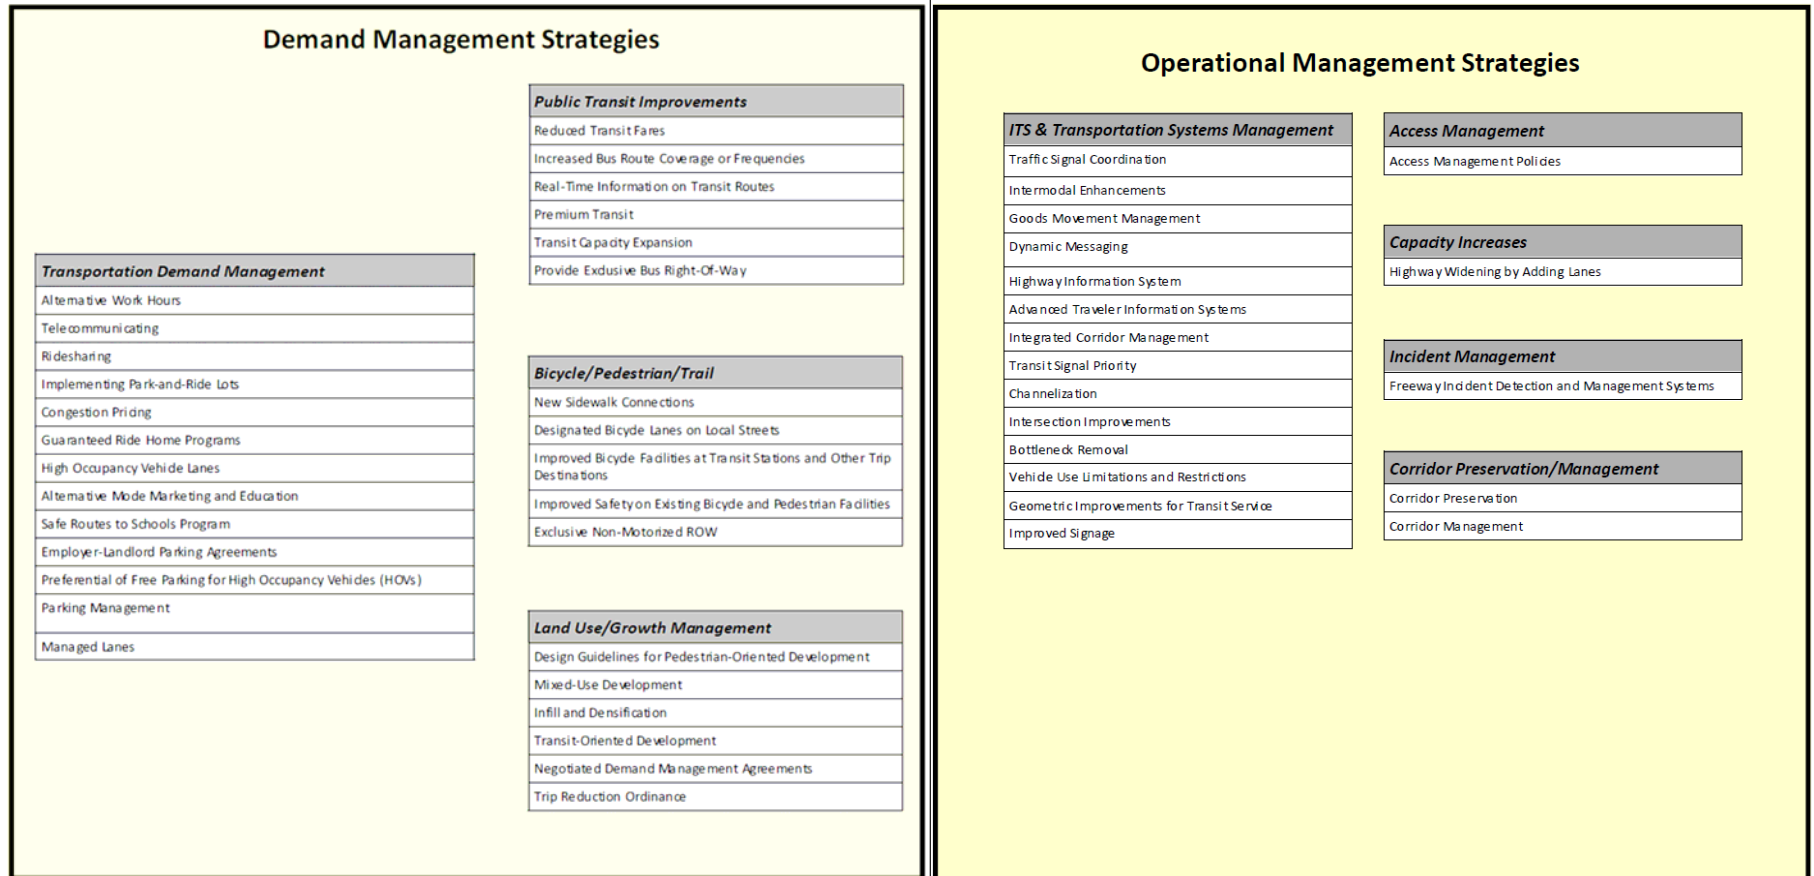 Demand Management Strategies
Transportation Demand Management
Alternative Work Hours
Telecommunicating
Ridesharing
Implementing Park-and-Ride Lots
Congestion Pricing
Guaranteed Ride Home Programs
High Occupancy Vehicle Lanes
Alternative Mode Marketing and Education
Safe Routes to Schools Program
Employer-Landlord Parking Agreements
Preferential of Free Parking for High Occupancy Vehicles (HOVs)
Parking Management
Managed Lanes
Public Transit Improvements
Reduced Transit Fares
Increased Bus Route Coverage or Frequencies
Real-Time Information on Transit Routes
Premium Transit
Transit Capacity Expansion
Provide Exclusive Bus Right-Of-Way
Bicycle/Pedestrian/Trail
New Sidewalk Connections
Designated Bicycle Lanes on Local Streets
Improved Bicycle Facilities at Transit Stations and Other Trip
Destinations
Improved Safety on Existing Bicycle and Pedestrian Facilities
Exclusive Non-Motorized ROW
Land Use/Growth Management
Design Guidelines for Pedestrian-Oriented Development
Mixed-Use Development
Infill and Densification
Transit-Oriented Development
Negotiated Demand Management Agreements
Trip Reduction Ordinance
Operational Management Strategies
ITS & Transportation Systems Management
Traffic Signal Coordination
Intermodal Enhancements
Goods Movement Management
Dynamic Messaging
Highway Information System
Advanced Traveler Information Systems
Integrated Corridor Management
Transit Signal Priority
Channelization
Intersection Improvements
Bottleneck Removal
Vehicle Use Limitations and Restrictions
Geometric Improvements for Transit Service
Improved Signage
Access Management
Access Management Policies
Capacity Increases
Highway Widening by Adding Lanes
Incident Management
Freeway Incident Detection and Management Systems
Corridor Preservation/Management
Corridor Preservation
Corridor Management